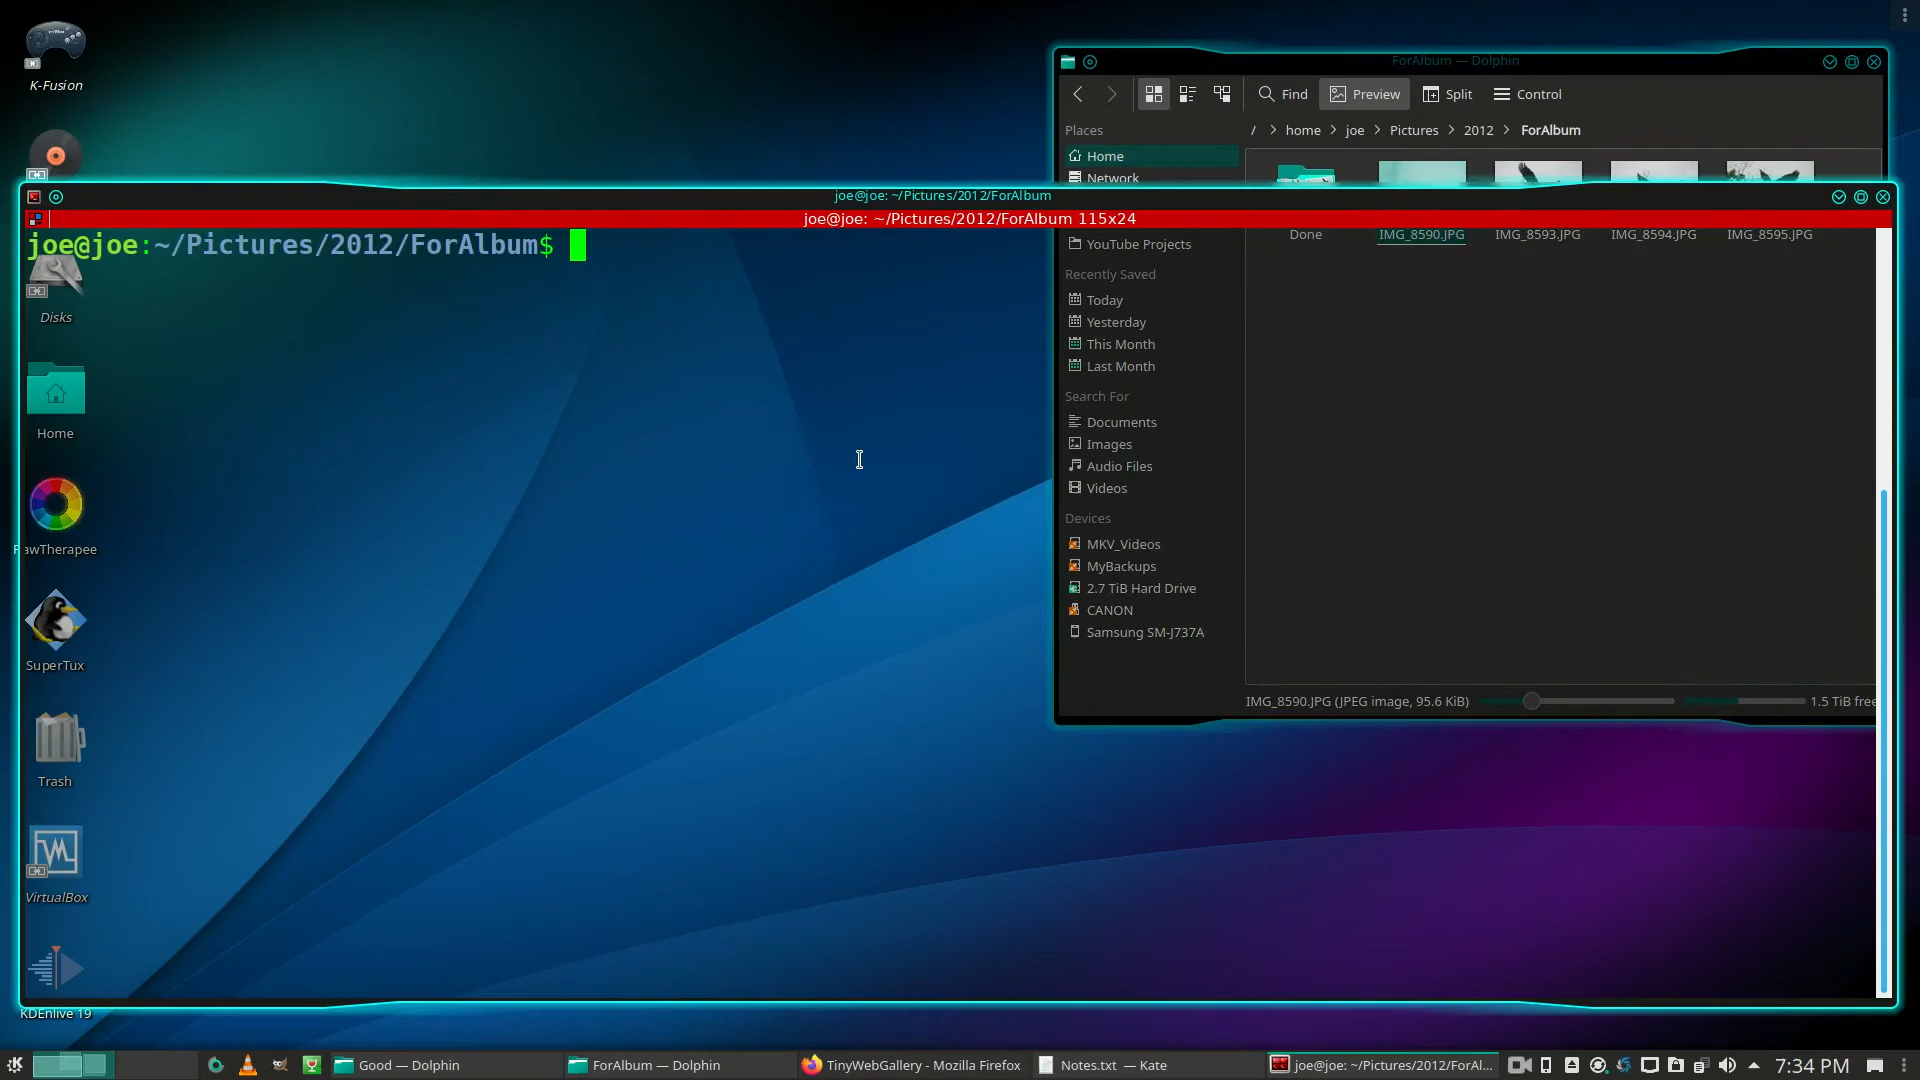 K-Fusion
ForAlbum — Dolphin
Find
Preview
Split
Control
Places
/ > home > joe > Pictures > 2012 > ForAlbum
Home
Network
joe@joe: ~/Pictures/2012/ForAlbum
joe@joe: ~/Pictures/2012/ForAlbum 115x24
joe@joe:~/Pictures/2012/ForAlbum$
Done
IMG_8590.JPG
IMG_8593.JPG
IMG_8594.JPG
IMG_8595.JPG
YouTube Projects
Recently Saved
Today
Yesterday
This Month
Last Month
Search For
Documents
Images
Audio Files
Videos
Devices
MKV_Videos
MyBackups
2.7 TiB Hard Drive
CANON
Samsung SM-J737A
IMG_8590.JPG (JPEG image, 95.6 KiB)
1.5 TiB free
Disks
Home
RawTherapee
SuperTux
Trash
VirtualBox
KDEnlive 19
Good — Dolphin
ForAlbum — Dolphin
TinyWebGallery - Mozilla Firefox
Notes.txt — Kate
joe@joe: ~/Pictures/2012/ForAl...
7:34 PM